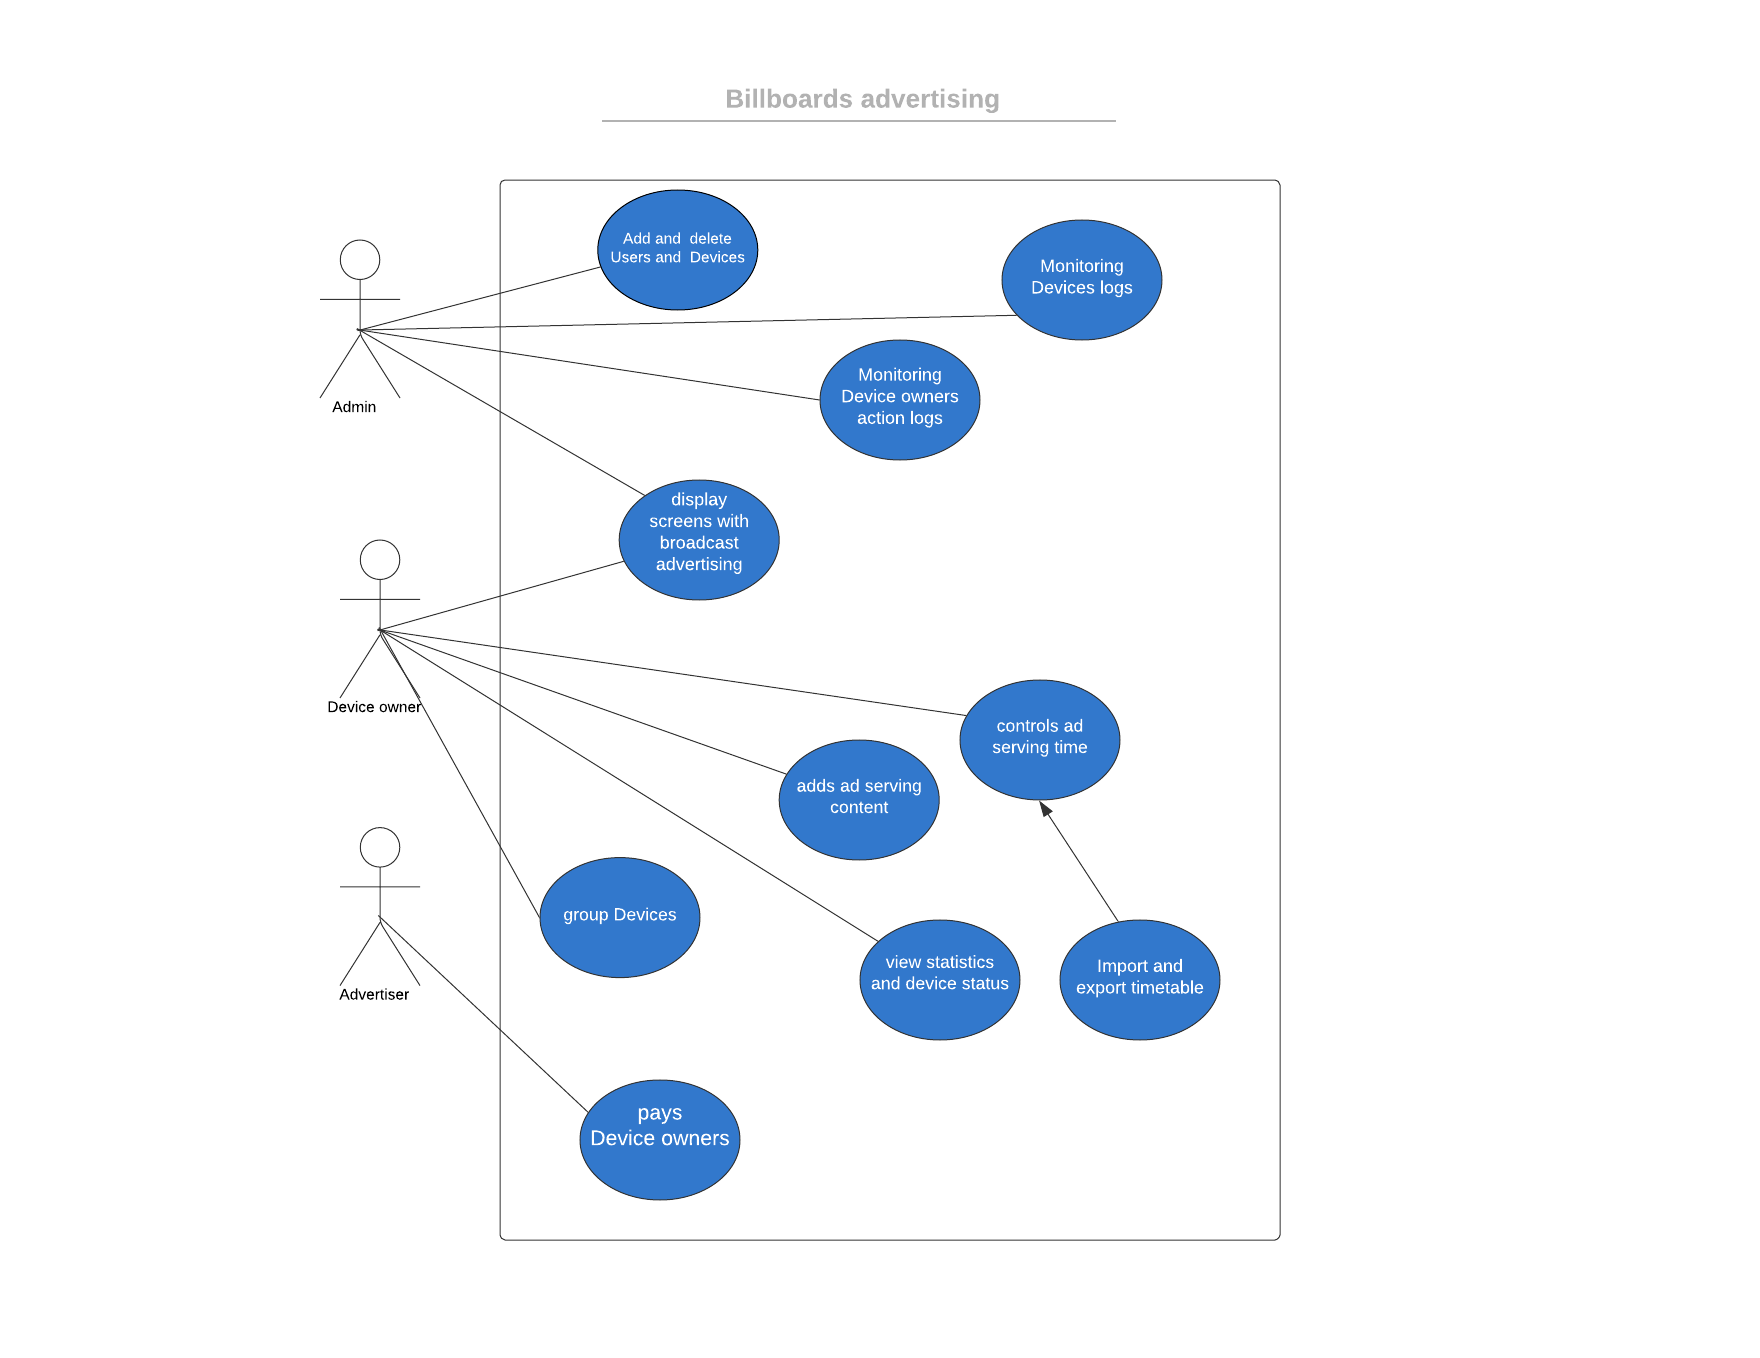 Billboards advertising
Add and  delete
Users and  Devices
Monitoring
Devices logs
Monitoring
Device owners
action logs
Admin
display
screens with
broadcast
advertising
Device owner
controls ad
serving time
adds ad serving
content
group Devices
view statistics
and device status
Import and
export timetable
Advertiser
pays
Device owners